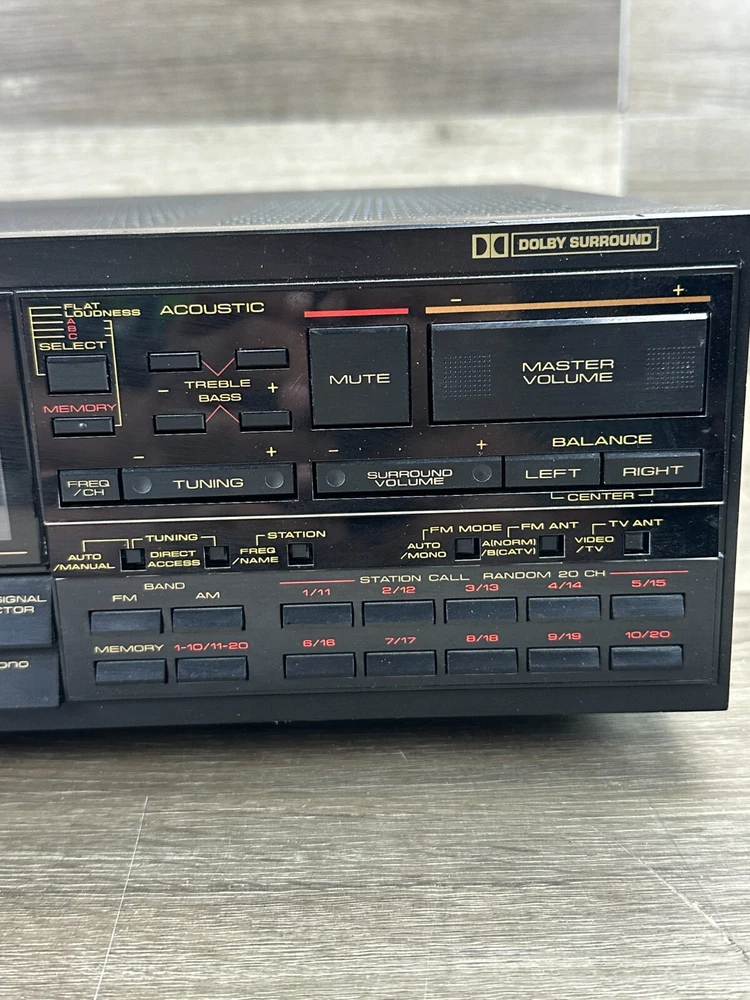 DOLBY SURROUND
FLAT
LOUDNESS
A
B
C
SELECT
MEMORY
ACOUSTIC
− TREBLE +
BASS
MUTE
− +
MASTER
VOLUME
FREQ
/CH
− +
TUNING
− +
SURROUND
VOLUME
BALANCE
LEFT RIGHT
CENTER
TUNING
AUTO
/MANUAL
DIRECT
ACCESS
STATION
FREQ
/NAME
FM MODE
AUTO
/MONO
FM ANT
A(NORM)
/B(CATV)
TV ANT
VIDEO
/TV
BAND
FM AM
MEMORY 1-10/11-20
STATION CALL RANDOM 20 CH
1/11 2/12 3/13 4/14 5/15
6/16 7/17 8/18 9/19 10/20